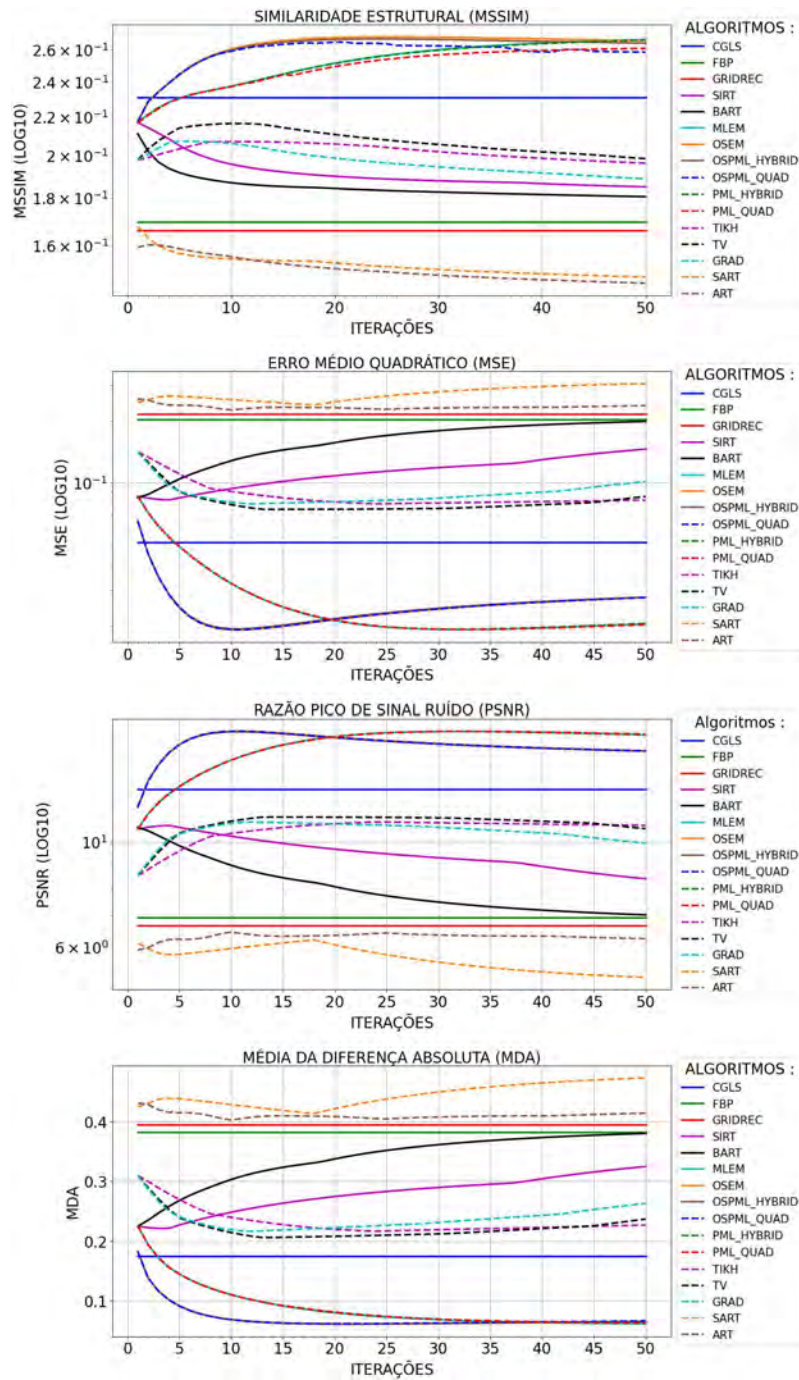 SIMILARIDADE ESTRUTURAL (MSSIM)
MSSIM (LOG10)
2.6 × 10⁻¹
2.4 × 10⁻¹
2.2 × 10⁻¹
2 × 10⁻¹
1.8 × 10⁻¹
1.6 × 10⁻¹
0 5 10 15 20 25 30 35 40 45 50
ITERAÇÕES
ALGORITMOS :
CGLS
FBP
GRIDREC
SIRT
BART
MLEM
OSEM
OSPML_HYBRID
OSPML_QUAD
PML_HYBRID
PML_QUAD
TIKH
TV
GRAD
SART
ART
ERRO MÉDIO QUADRÁTICO (MSE)
MSE (LOG10)
10⁻¹
0 5 10 15 20 25 30 35 40 45 50
ITERAÇÕES
ALGORITMOS :
CGLS
FBP
GRIDREC
SIRT
BART
MLEM
OSEM
OSPML_HYBRID
OSPML_QUAD
PML_HYBRID
PML_QUAD
TIKH
TV
GRAD
SART
ART
RAZÃO PICO DE SINAL RUÍDO (PSNR)
PSNR (LOG10)
10¹
6 × 10⁰
0 5 10 15 20 25 30 35 40 45 50
ITERAÇÕES
Algoritmos :
CGLS
FBP
GRIDREC
SIRT
BART
MLEM
OSEM
OSPML_HYBRID
OSPML_QUAD
PML_HYBRID
PML_QUAD
TIKH
TV
GRAD
SART
ART
MÉDIA DA DIFERENÇA ABSOLUTA (MDA)
MDA
0.4
0.3
0.2
0.1
0 5 10 15 20 25 30 35 40 45 50
ITERAÇÕES
ALGORITMOS :
CGLS
FBP
GRIDREC
SIRT
BART
MLEM
OSEM
OSPML_HYBRID
OSPML_QUAD
PML_HYBRID
PML_QUAD
TIKH
TV
GRAD
SART
ART